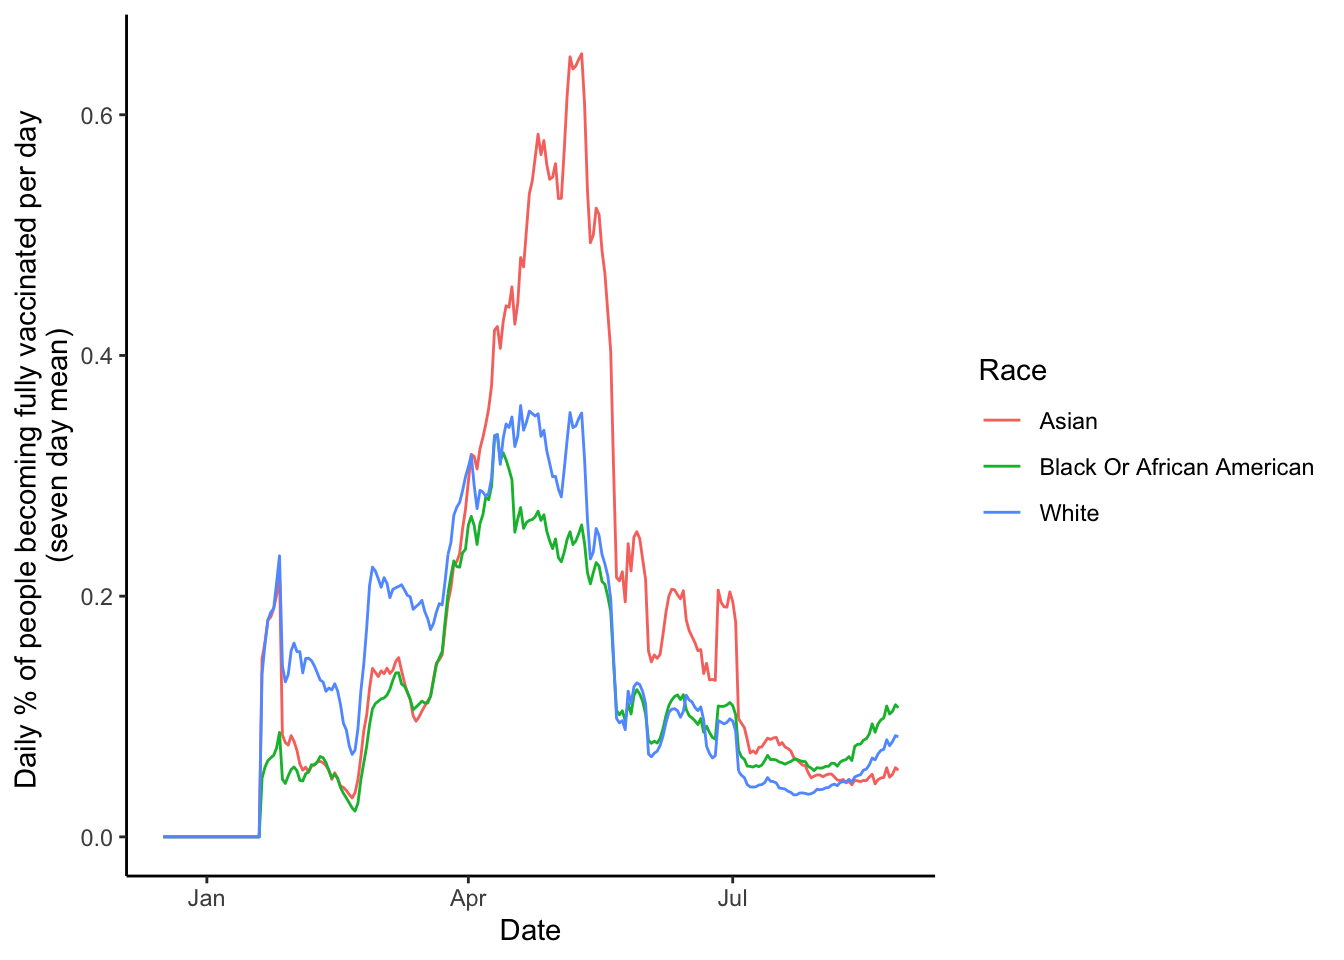 Daily % of people becoming fully vaccinated per day
(seven day mean)
0.6
0.4
0.2
0.0
Jan
Apr
Jul
Date
Race
Asian
Black Or African American
White